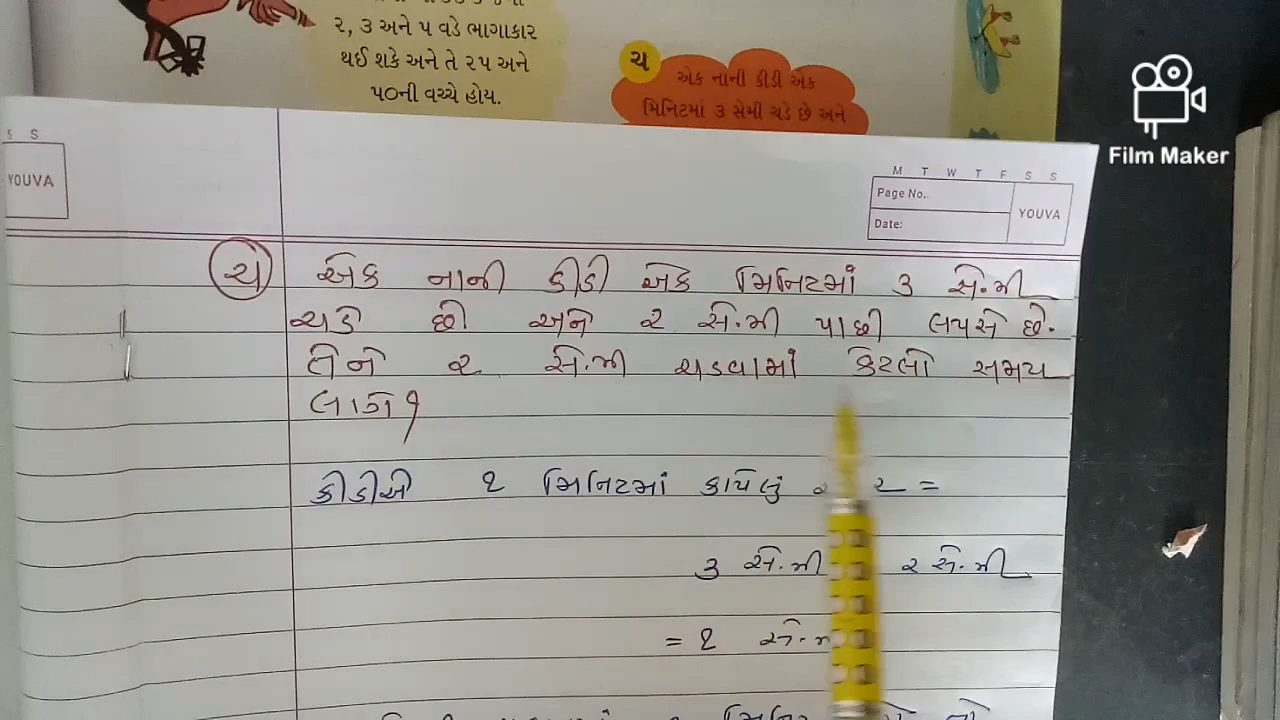 ૨, ૩ અને ૫ વડે ભાગાકાર
થઈ શકે અને તે ૨૫ અને
૫૦ની વચ્ચે હોય.
ચ
એક નાની કીડી એક
મિનિટમાં ૩ સેમી ચડે છે અને
Film Maker
S S
YOUVA
M T W T F S S
Page No.
Date:
YOUVA
ચ એક નાની કીડી એક મિનિટમાં ૩ સે.મી
ચડે છે અને ૨ સે.મી પાછી લપસે છે.
તેને ૨ સે.મી ચડવામાં કેટલો સમય
લાગે?
કીડીએ ૧ મિનિટમાં કાપેલું =
૩ સે.મી ૨ સે.મી
= ૧ સે.